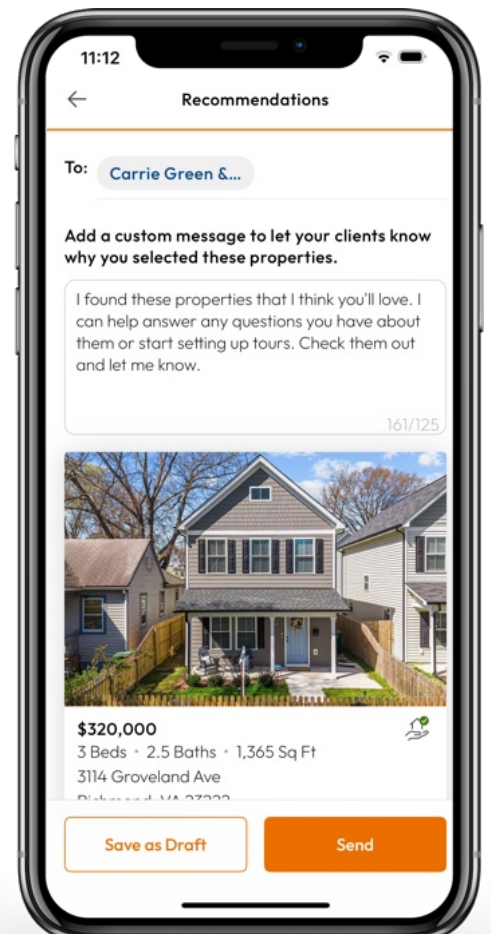 11:12
Recommendations
To:
Carrie Green &...
Add a custom message to let your clients know
why you selected these properties.
I found these properties that I think you'll love. I
can help answer any questions you have about
them or start setting up tours. Check them out
and let me know.
161/125
$320,000
3 Beds • 2.5 Baths • 1,365 Sq Ft
3114 Groveland Ave
Richmond, VA 23222
Save as Draft
Send